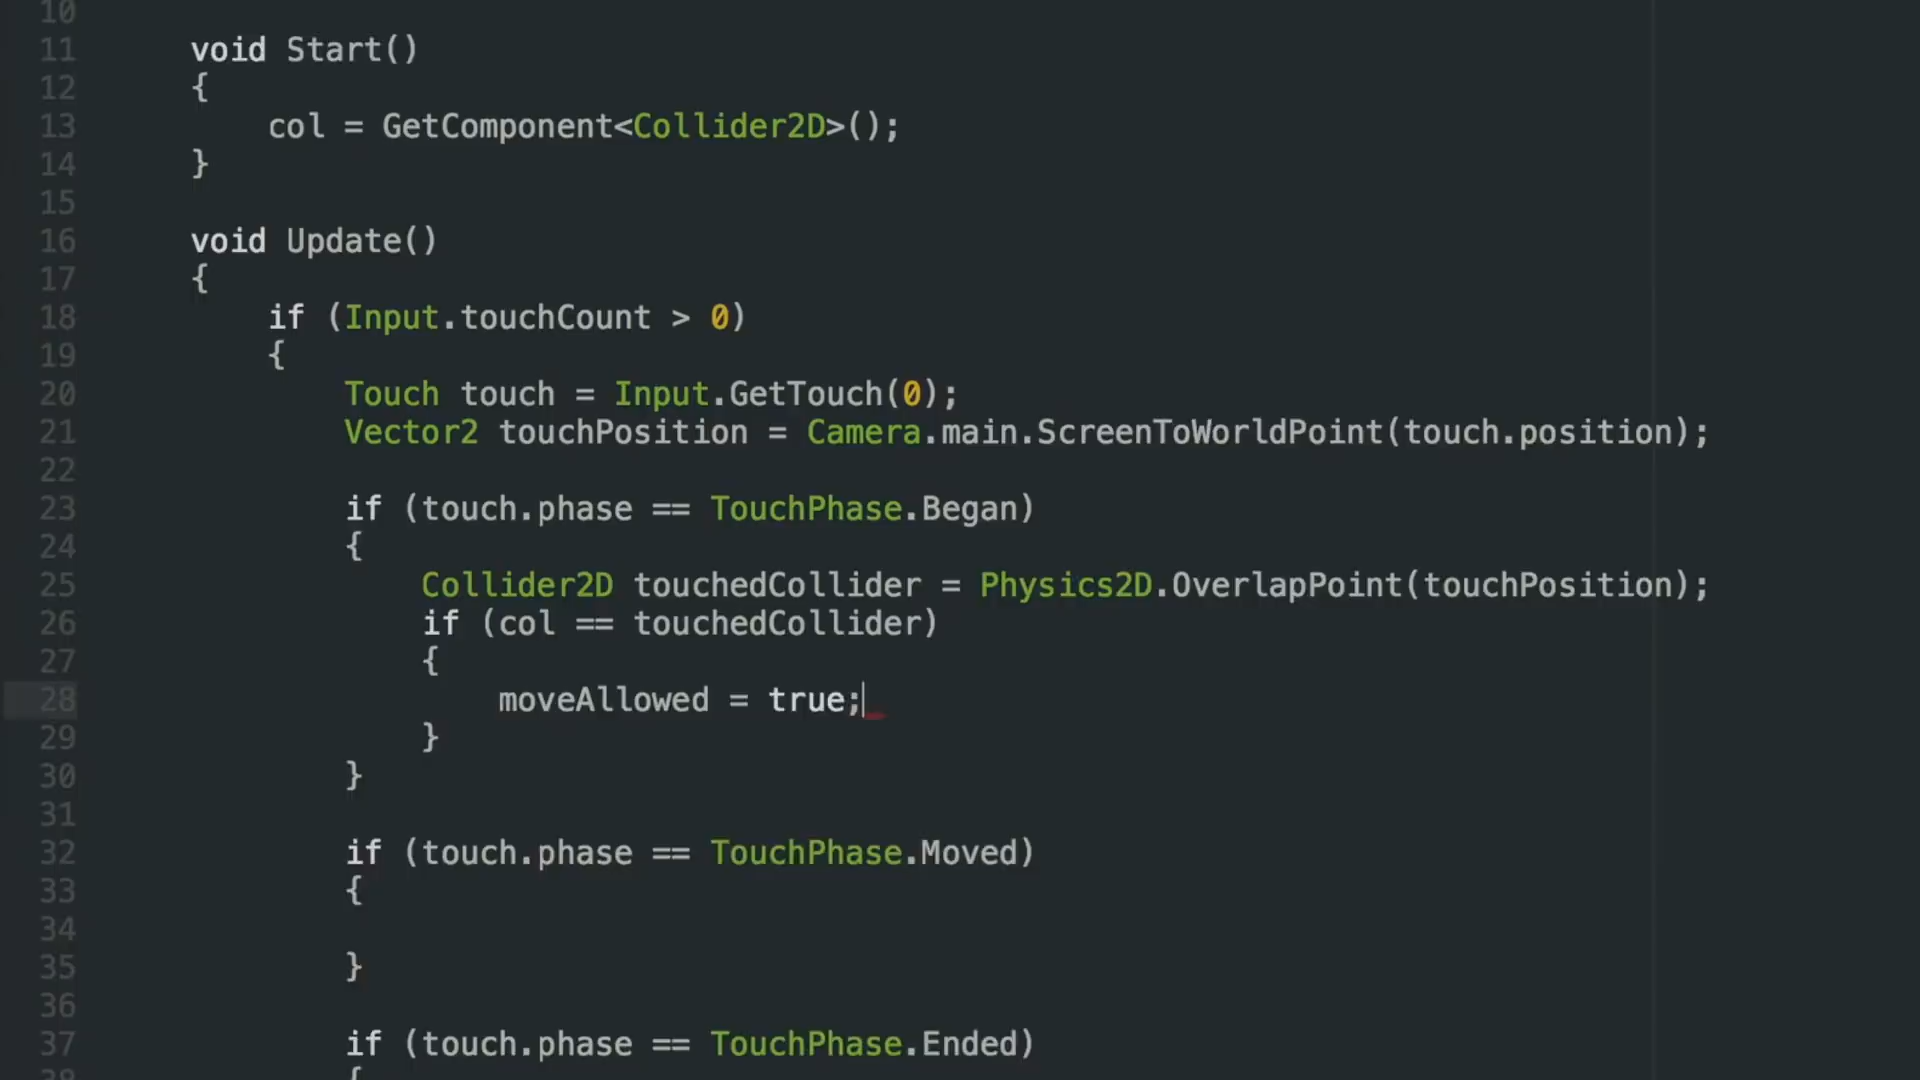 10
11 void Start()
12 {
13 col = GetComponent<Collider2D>();
14 }
15
16 void Update()
17 {
18 if (Input.touchCount > 0)
19 {
20 Touch touch = Input.GetTouch(0);
21 Vector2 touchPosition = Camera.main.ScreenToWorldPoint(touch.position);
22
23 if (touch.phase == TouchPhase.Began)
24 {
25 Collider2D touchedCollider = Physics2D.OverlapPoint(touchPosition);
26 if (col == touchedCollider)
27 {
28 moveAllowed = true;
29 }
30 }
31
32 if (touch.phase == TouchPhase.Moved)
33 {
34
35 }
36
37 if (touch.phase == TouchPhase.Ended)
38 {